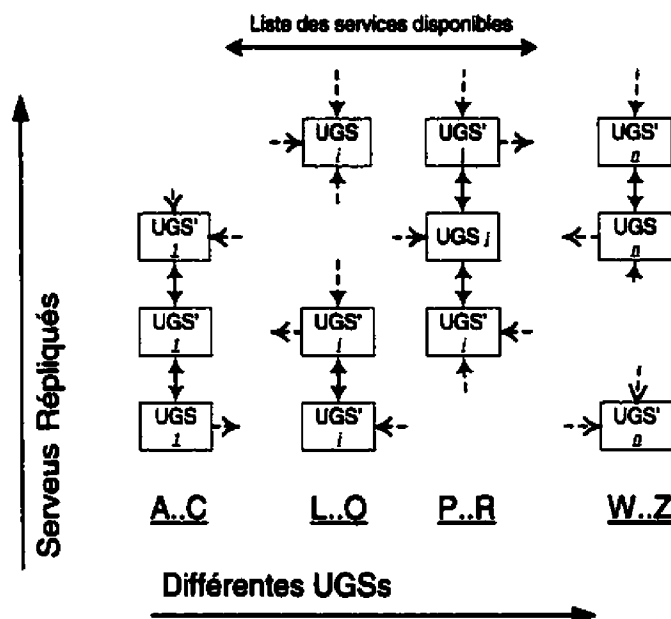 Liste des services disponibles
UGS
i
UGS'
j
UGS'
n
UGS'
1
UGS j
UGS
n
UGS'
1
UGS'
i
UGS'
j
UGS
1
UGS'
i
UGS'
n
Serveus Répliqués
A..C
L..O
P..R
W..Z
Différentes UGSs